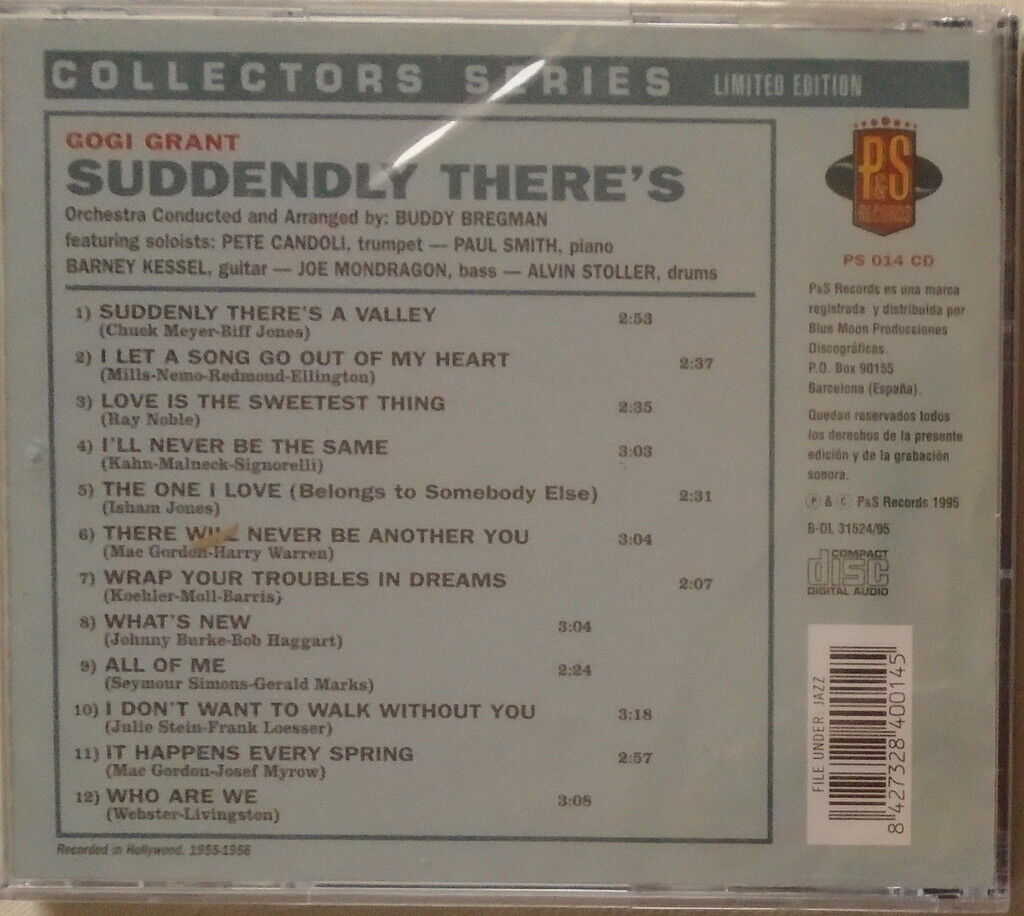 COLLECTORS SERIES LIMITED EDITION
GOGI GRANT
SUDDENDLY THERE'S
Orchestra Conducted and Arranged by: BUDDY BREGMAN
featuring soloists: PETE CANDOLI, trumpet — PAUL SMITH, piano
BARNEY KESSEL, guitar — JOE MONDRAGON, bass — ALVIN STOLLER, drums
1) SUDDENLY THERE'S A VALLEY 2:53
(Chuck Meyer-Biff Jones)
2) I LET A SONG GO OUT OF MY HEART 2:37
(Mills-Nemo-Redmond-Ellington)
3) LOVE IS THE SWEETEST THING 2:35
(Ray Noble)
4) I'LL NEVER BE THE SAME 3:03
(Kahn-Malneck-Signorelli)
5) THE ONE I LOVE (Belongs to Somebody Else) 2:31
(Isham Jones)
6) THERE WILL NEVER BE ANOTHER YOU 3:04
(Mac Gordon-Harry Warren)
7) WRAP YOUR TROUBLES IN DREAMS 2:07
(Koehler-Moll-Barris)
8) WHAT'S NEW 3:04
(Johnny Burke-Bob Haggart)
9) ALL OF ME 2:24
(Seymour Simons-Gerald Marks)
10) I DON'T WANT TO WALK WITHOUT YOU 3:18
(Julie Stein-Frank Loesser)
11) IT HAPPENS EVERY SPRING 2:57
(Mac Gordon-Josef Myrow)
12) WHO ARE WE 3:08
(Webster-Livingston)
Recorded in Hollywood, 1955-1956
P&S
RECORDS
PS 014 CD
P&S Records es una marca
registrada y distribuida por
Blue Moon Producciones
Discográficas.
P.O. Box 90155
Barcelona (España).
Quedan reservados todos
los derechos de la presente
edición y de la grabación
sonora.
Ⓟ & © P&S Records 1995
B-DL 31524/95
COMPACT
disc
DIGITAL AUDIO
FILE UNDER JAZZ
8 427328 400145